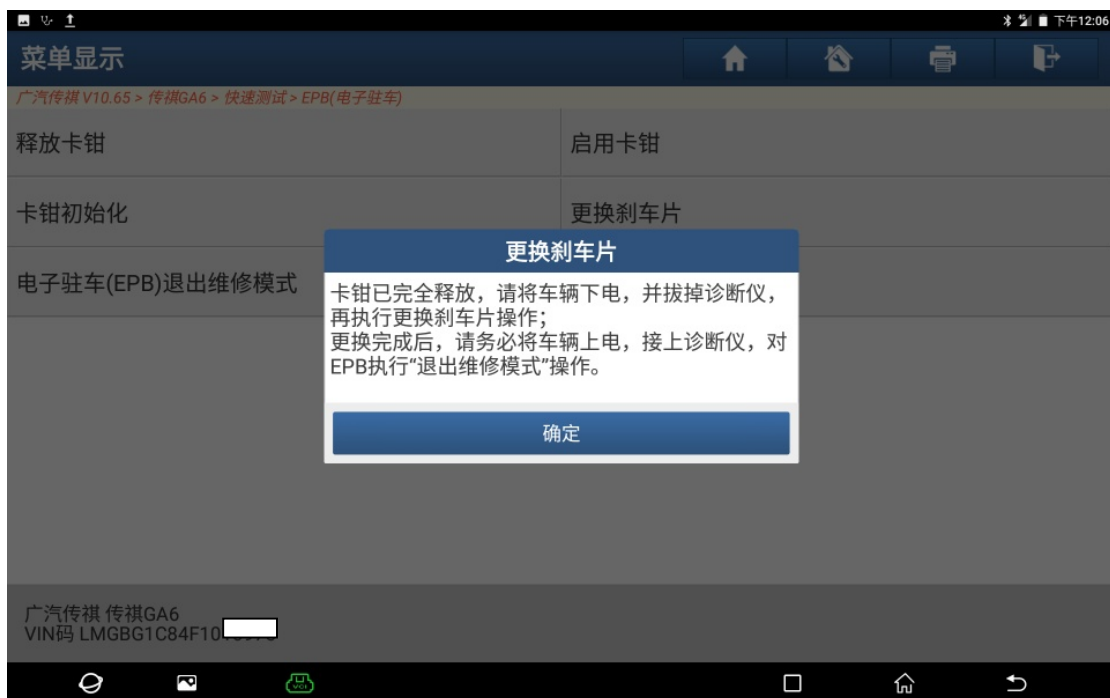 下午12:06
菜单显示
广汽传祺 V10.65 > 传祺GA6 > 快速测试 > EPB(电子驻车)
释放卡钳
启用卡钳
卡钳初始化
更换刹车片
电子驻车(EPB)退出维修模式
更换刹车片
卡钳已完全释放，请将车辆下电，并拔掉诊断仪，
再执行更换刹车片操作；
更换完成后，请务必将车辆上电，接上诊断仪，对
EPB执行“退出维修模式”操作。
确定
广汽传祺 传祺GA6
VIN码 LMGBG1C84F10
VCI